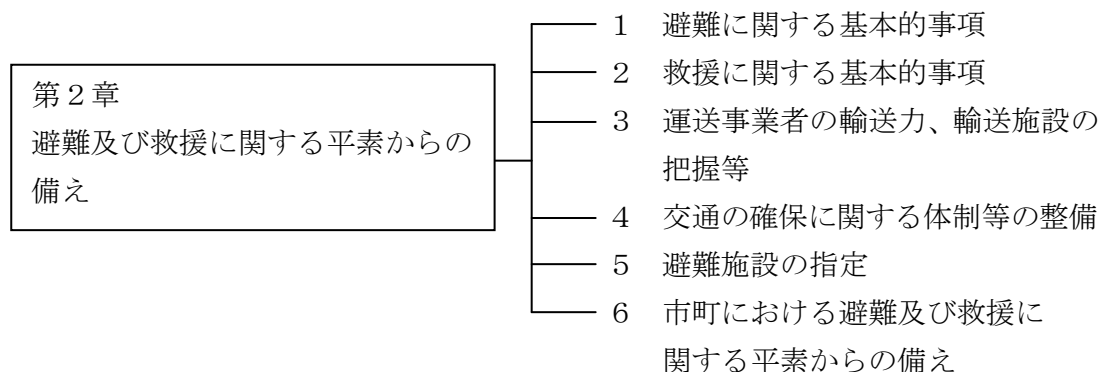 第２章
避難及び救援に関する平素からの
備え
１　避難に関する基本的事項
２　救援に関する基本的事項
３　運送事業者の輸送力、輸送施設の
把握等
４　交通の確保に関する体制等の整備
５　避難施設の指定
６　市町における避難及び救援に
関する平素からの備え